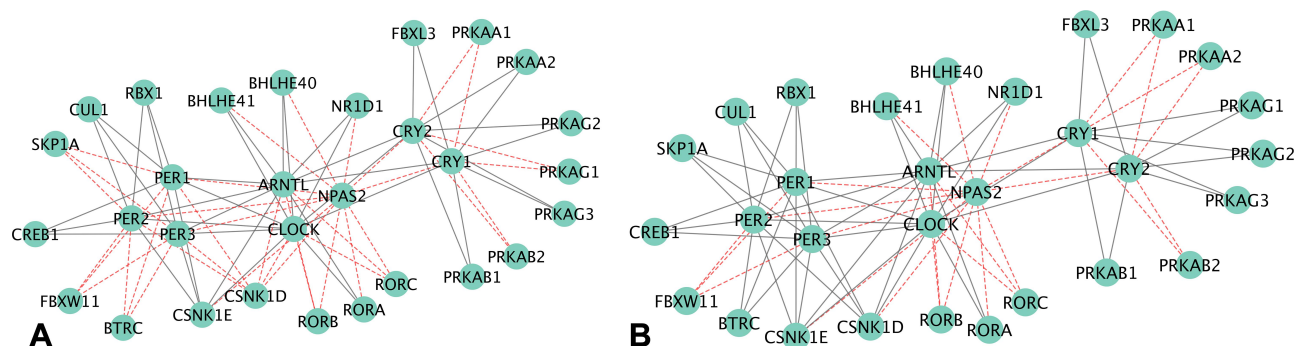 FBXL3
PRKAA1
PRKAA2
BHLHE40
BHLHE41
NR1D1
RBX1
CUL1
SKP1A
PRKAG2
CRY2
CRY1
PRKAG1
PER1
ARNTL
NPAS2
PRKAG3
PER2
PER3
CLOCK
CREB1
PRKAB2
PRKAB1
RORC
FBXW11
CSNK1D
BTRC
CSNK1E
RORB
RORA
A
FBXL3
PRKAA1
PRKAA2
BHLHE40
BHLHE41
NR1D1
RBX1
CUL1
SKP1A
PRKAG1
CRY1
PRKAG2
CRY2
PER1
ARNTL
NPAS2
PRKAG3
PER2
PER3
CLOCK
CREB1
PRKAB2
PRKAB1
FBXW11
RORC
BTRC
CSNK1E
CSNK1D
RORB
RORA
B